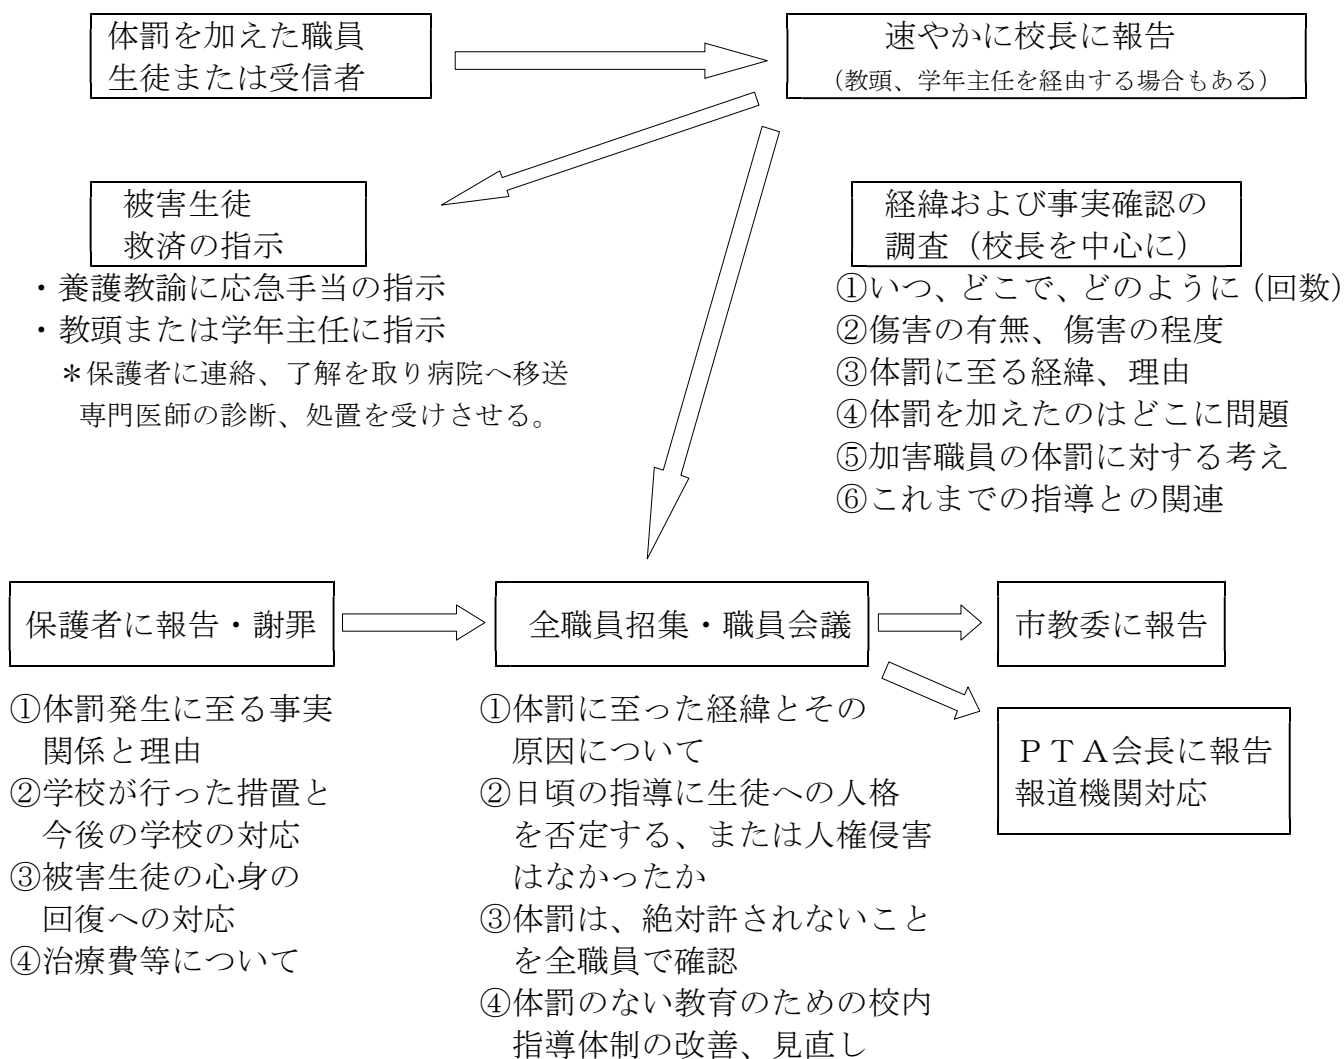 体罰を加えた職員
生徒または受信者
速やかに校長に報告
（教頭、学年主任を経由する場合もある）
被害生徒
救済の指示
・養護教諭に応急手当の指示
・教頭または学年主任に指示
＊保護者に連絡、了解を取り病院へ移送
専門医師の診断、処置を受けさせる。
経緯および事実確認の
調査（校長を中心に）
①いつ、どこで、どのように（回数）
②傷害の有無、傷害の程度
③体罰に至る経緯、理由
④体罰を加えたのはどこに問題
⑤加害職員の体罰に対する考え
⑥これまでの指導との関連
保護者に報告・謝罪
①体罰発生に至る事実
関係と理由
②学校が行った措置と
今後の学校の対応
③被害生徒の心身の
回復への対応
④治療費等について
全職員招集・職員会議
①体罰に至った経緯とその
原因について
②日頃の指導に生徒への人格
を否定する、または人権侵害
はなかったか
③体罰は、絶対許されないこと
を全職員で確認
④体罰のない教育のための校内
指導体制の改善、見直し
市教委に報告
ＰＴＡ会長に報告
報道機関対応